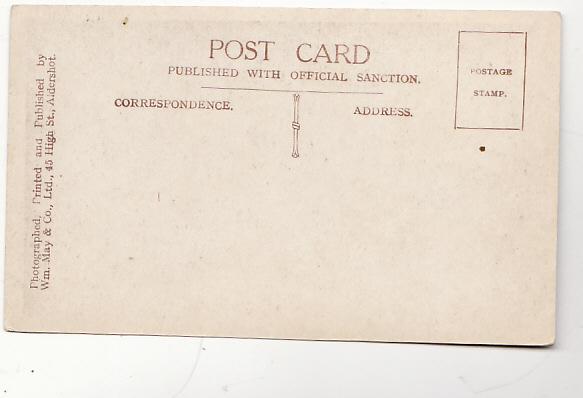 POST CARD
PUBLISHED WITH OFFICIAL SANCTION.
CORRESPONDENCE.
ADDRESS.
POSTAGE
STAMP.
Photographed, Printed and Published by
Wm. May & Co., Ltd., 45 High St., Aldershot.